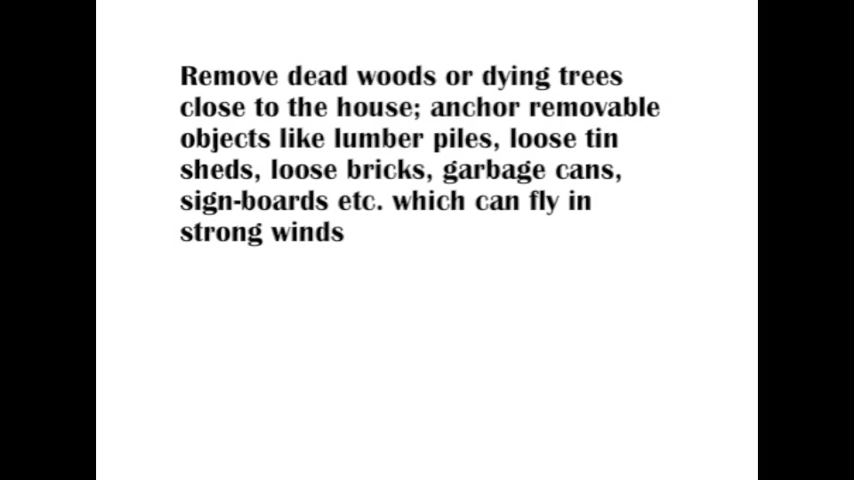 Remove dead woods or dying trees
close to the house; anchor removable
objects like lumber piles, loose tin
sheds, loose bricks, garbage cans,
sign-boards etc. which can fly in
strong winds